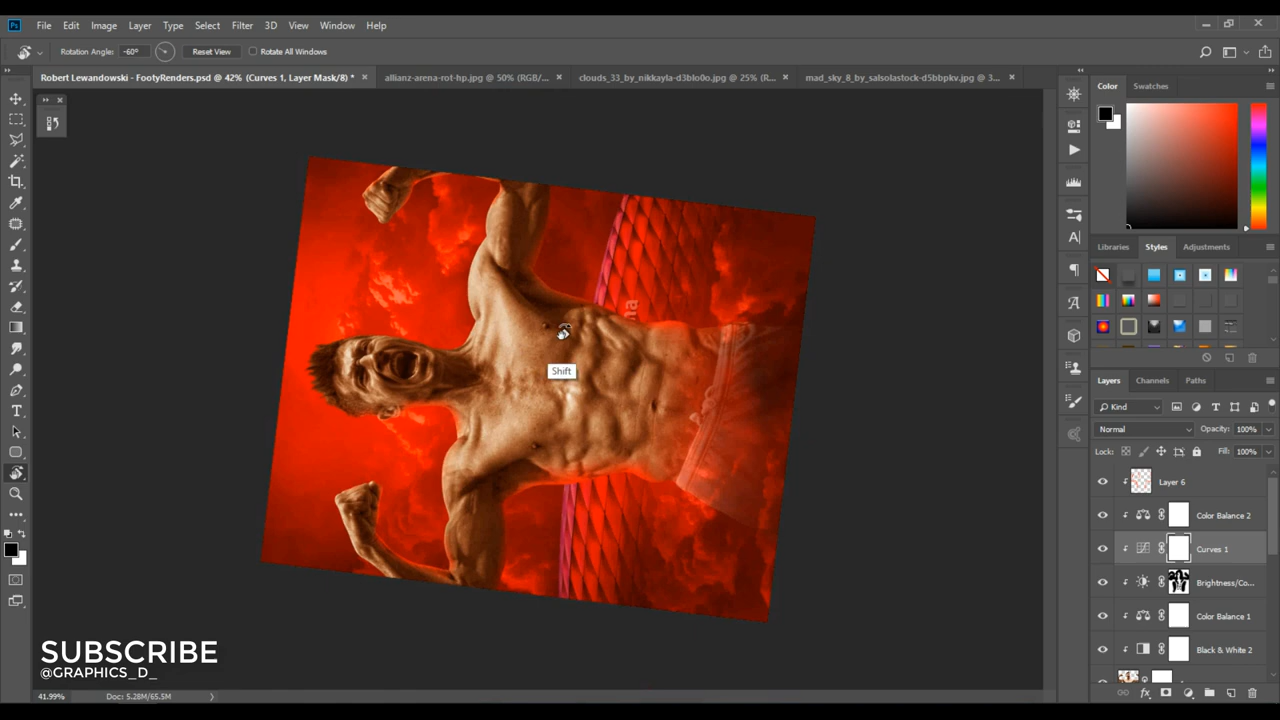 Ps File Edit Image Layer Type Select Filter 3D View Window Help
Rotation Angle: -60° Reset View Rotate All Windows
Robert Lewandowski - FootyRenders.psd @ 42% (Curves 1, Layer Mask/8) * allianz-arena-rot-hp.jpg @ 50% (RGB/... clouds_33_by_nikkayla-d3blo0o.jpg @ 25% (R... mad_sky_8_by_salsolastock-d5bbpkv.jpg @ 3...
Color Swatches
Libraries Styles Adjustments
Shift
Layers Channels Paths
Kind
Normal Opacity: 100%
Lock: Fill: 100%
Layer 6
Color Balance 2
Curves 1
Brightness/Co...
Color Balance 1
Black & White 2
SUBSCRIBE
@GRAPHICS_D_
41.99% Doc: 5.28M/65.5M